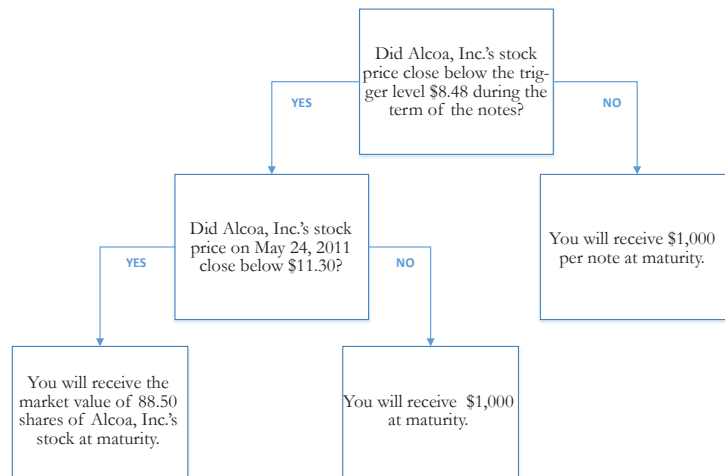 Did Alcoa, Inc.'s stock
price close below the trig-
ger level $8.48 during the
term of the notes?
YES
NO
Did Alcoa, Inc.'s stock
price on May 24, 2011
close below $11.30?
You will receive $1,000
per note at maturity.
YES
NO
You will receive the
market value of 88.50
shares of Alcoa, Inc.'s
stock at maturity.
You will receive $1,000
at maturity.